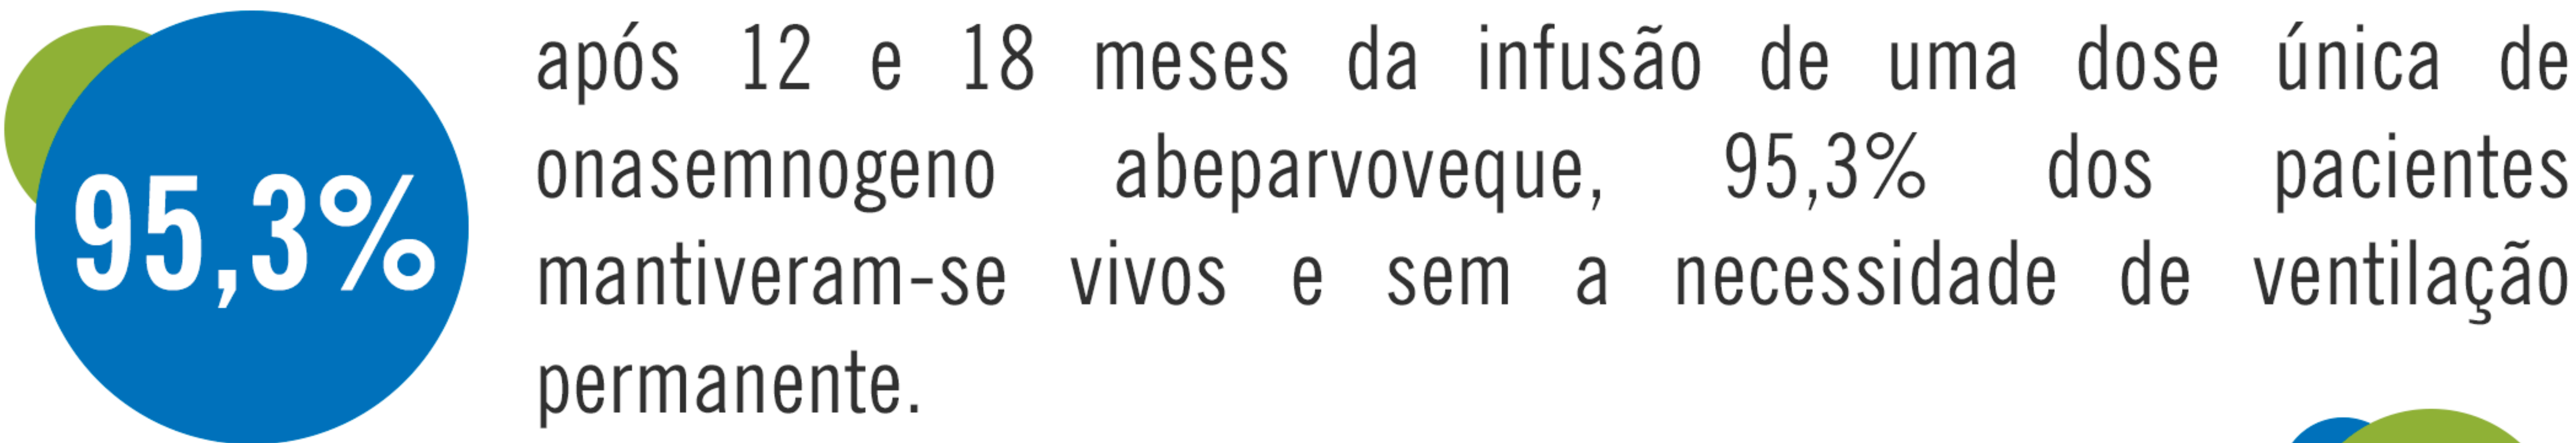 95,3%
após 12 e 18 meses da infusão de uma dose única de
onasemnogeno abeparvoveque, 95,3% dos pacientes
mantiveram-se vivos e sem a necessidade de ventilação
permanente.